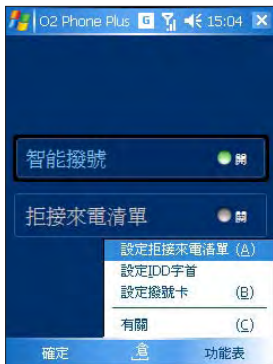 O2 Phone Plus G 15:04
智能撥號 開
拒接來電清單 開
設定拒接來電清單 (A)
設定IDD字首
設定撥號卡 (B)
有關 (C)
確定 倉 功能表